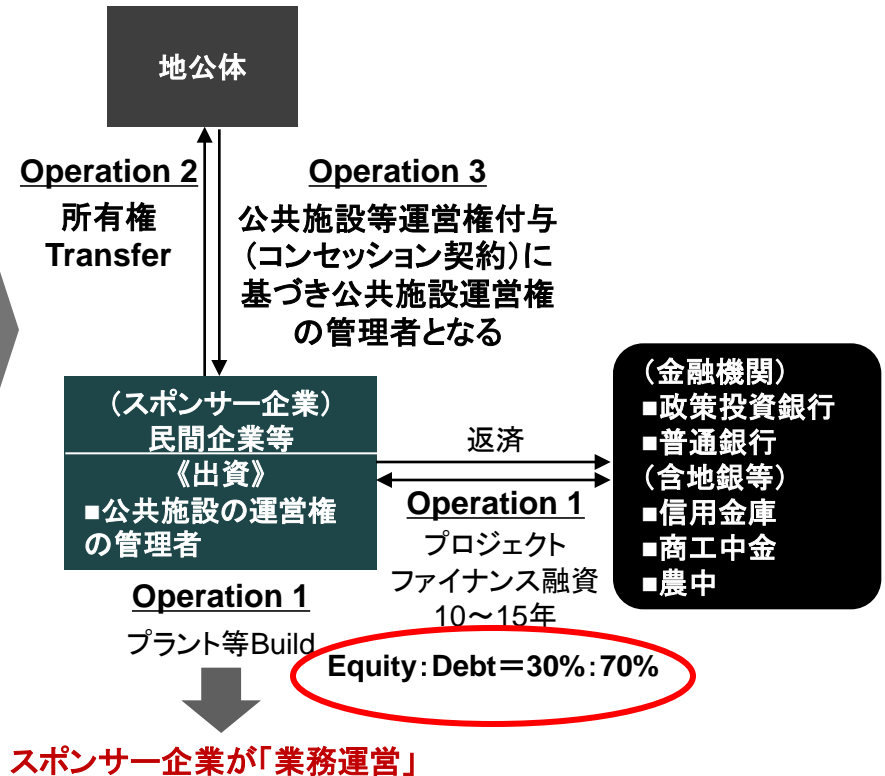 地公体
Operation 2
所有権
Transfer
Operation 3
公共施設等運営権付与
（コンセッション契約）に
基づき公共施設運営権
の管理者となる
（スポンサー企業）
民間企業等
《出資》
■公共施設の運営権
の管理者
返済
Operation 1
プロジェクト
ファイナンス融資
10～15年
Equity：Debt＝30%：70%
（金融機関）
■政策投資銀行
■普通銀行
（含地銀等）
■信用金庫
■商工中金
■農中
Operation 1
プラント等Build
スポンサー企業が「業務運営」